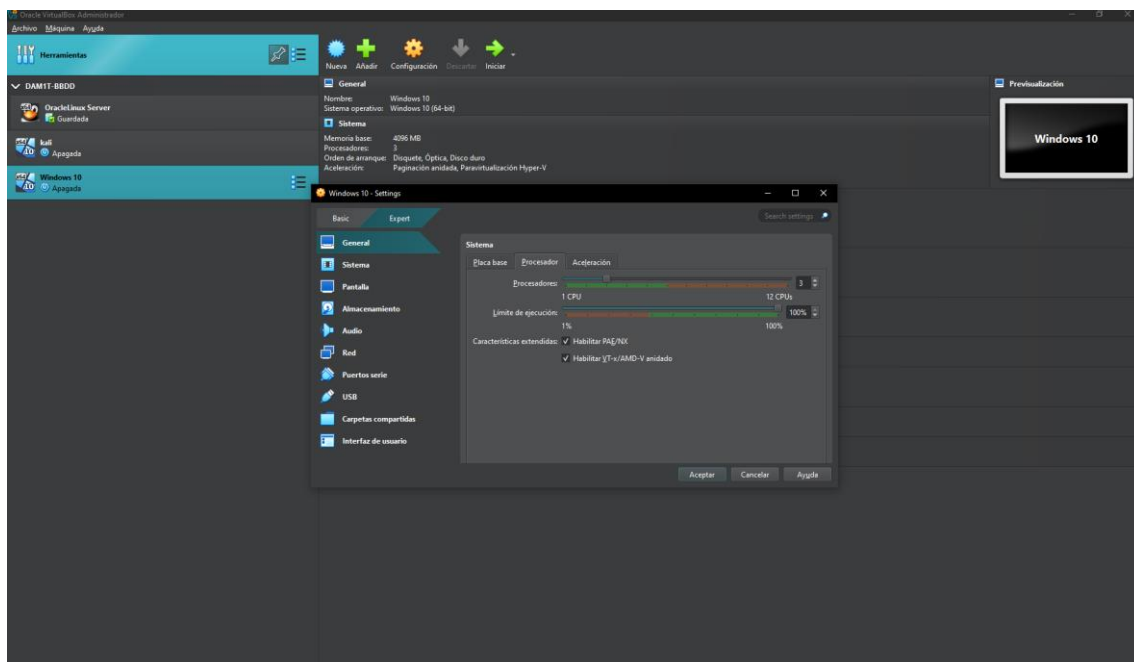 Oracle VirtualBox Administrador
Archivo Máquina Ayuda
Herramientas
Nueva Añadir Configuración Descartar Iniciar
DAM1T-BBDD
OracleLinux Server
Guardada
kali
Apagada
Windows 10
Apagada
General
Nombre: Windows 10
Sistema operativo: Windows 10 (64-bit)
Sistema
Memoria base: 4096 MB
Procesadores: 3
Orden de arranque: Disquete, Óptica, Disco duro
Aceleración: Paginación anidada, Paravirtualización Hyper-V
Previsualización
Windows 10
Windows 10 - Settings
Basic Expert
Search settings
General
Sistema
Pantalla
Almacenamiento
Audio
Red
Puertos serie
USB
Carpetas compartidas
Interfaz de usuario
Sistema
Placa base Procesador Aceleración
Procesadores: 3
1 CPU 12 CPUs
Límite de ejecución: 100%
1% 100%
Características extendidas: Habilitar PAE/NX
Habilitar VT-x/AMD-V anidado
Aceptar Cancelar Ayuda